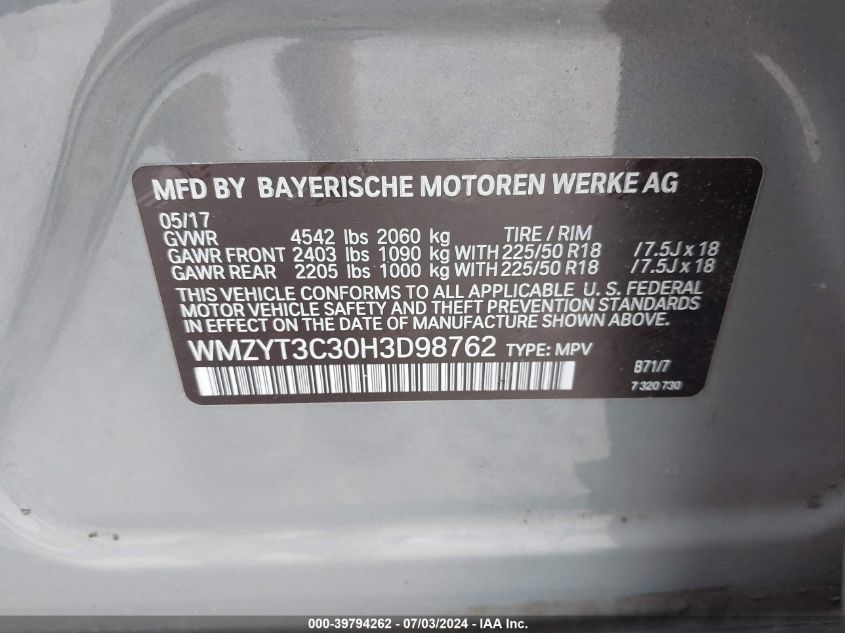 MFD BY BAYERISCHE MOTOREN WERKE AG
05/17
GVWR 4542 lbs 2060 kg TIRE / RIM
GAWR FRONT 2403 lbs 1090 kg WITH 225/50 R18 / 7.5J x 18
GAWR REAR 2205 lbs 1000 kg WITH 225/50 R18 / 7.5J x 18
THIS VEHICLE CONFORMS TO ALL APPLICABLE U. S. FEDERAL
MOTOR VEHICLE SAFETY AND THEFT PREVENTION STANDARDS
IN EFFECT ON THE DATE OF MANUFACTURE SHOWN ABOVE.
WMZYT3C30H3D98762 TYPE: MPV
B71/7
7 320 730
000-39794262 - 07/03/2024 - IAA Inc.